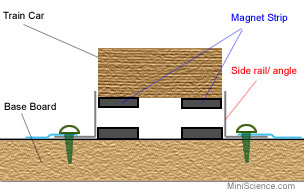 Train Car
Magnet Strip
Side rail/ angle
Base Board
MiniScience.com